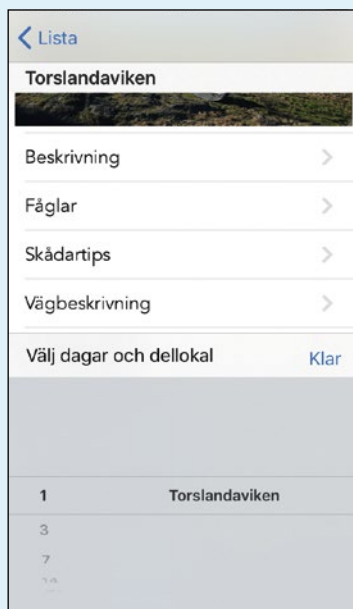 Lista
Torslandaviken
Beskrivning
Fåglar
Skådartips
Vägbeskrivning
Välj dagar och dellokal Klar
1 Torslandaviken
3
7